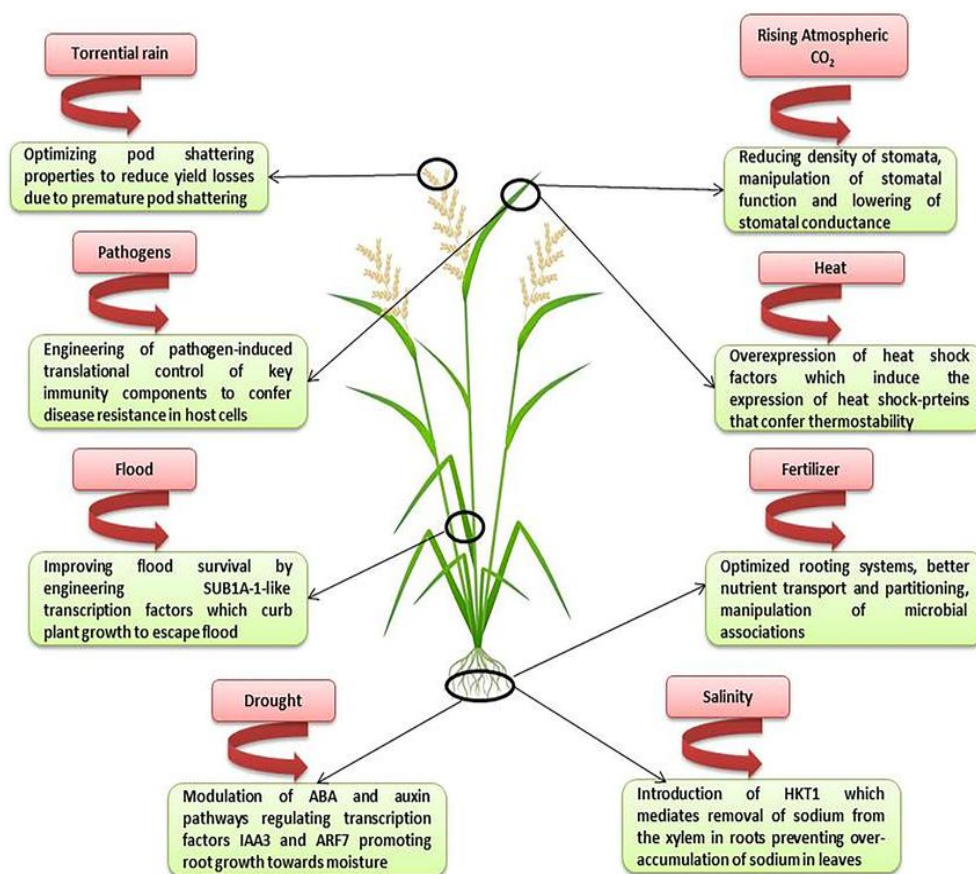 Torrential rain
Optimizing pod shattering
properties to reduce yield losses
due to premature pod shattering
Pathogens
Engineering of pathogen-induced
translational control of key
immunity components to confer
disease resistance in host cells
Flood
Improving flood survival by
engineering SUB1A-1-like
transcription factors which curb
plant growth to escape flood
Drought
Modulation of ABA and auxin
pathways regulating transcription
factors IAA3 and ARF7 promoting
root growth towards moisture
Rising Atmospheric
CO₂
Reducing density of stomata,
manipulation of stomatal
function and lowering of
stomatal conductance
Heat
Overexpression of heat shock
factors which induce the
expression of heat shock-prteins
that confer thermostability
Fertilizer
Optimized rooting systems, better
nutrient transport and partitioning,
manipulation of microbial
associations
Salinity
Introduction of HKT1 which
mediates removal of sodium from
the xylem in roots preventing over-
accumulation of sodium in leaves